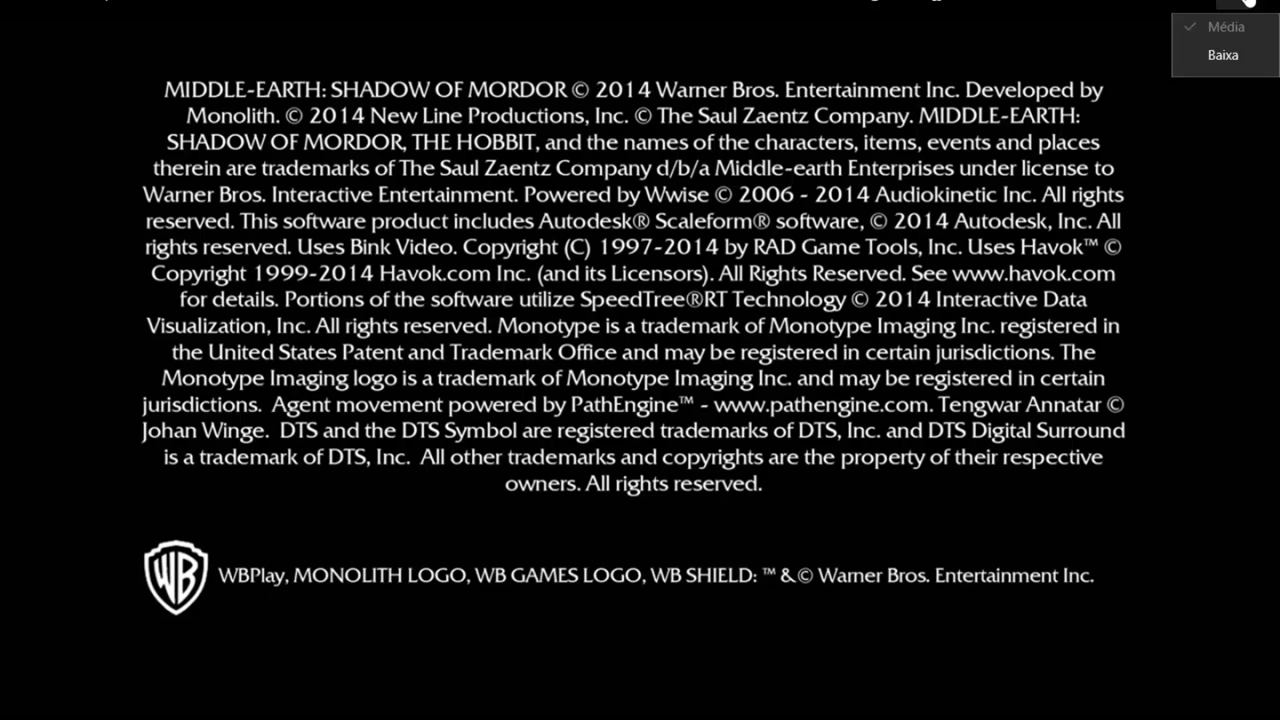 Média
Baixa
MIDDLE-EARTH: SHADOW OF MORDOR © 2014 Warner Bros. Entertainment Inc. Developed by
Monolith. © 2014 New Line Productions, Inc. © The Saul Zaentz Company. MIDDLE-EARTH:
SHADOW OF MORDOR, THE HOBBIT, and the names of the characters, items, events and places
therein are trademarks of The Saul Zaentz Company d/b/a Middle-earth Enterprises under license to
Warner Bros. Interactive Entertainment. Powered by Wwise © 2006 - 2014 Audiokinetic Inc. All rights
reserved. This software product includes Autodesk® Scaleform® software, © 2014 Autodesk, Inc. All
rights reserved. Uses Bink Video. Copyright (C) 1997-2014 by RAD Game Tools, Inc. Uses Havok™ ©
Copyright 1999-2014 Havok.com Inc. (and its Licensors). All Rights Reserved. See www.havok.com
for details. Portions of the software utilize SpeedTree®RT Technology © 2014 Interactive Data
Visualization, Inc. All rights reserved. Monotype is a trademark of Monotype Imaging Inc. registered in
the United States Patent and Trademark Office and may be registered in certain jurisdictions. The
Monotype Imaging logo is a trademark of Monotype Imaging Inc. and may be registered in certain
jurisdictions.  Agent movement powered by PathEngine™ - www.pathengine.com. Tengwar Annatar ©
Johan Winge.  DTS and the DTS Symbol are registered trademarks of DTS, Inc. and DTS Digital Surround
is a trademark of DTS, Inc.  All other trademarks and copyrights are the property of their respective
owners. All rights reserved.
WB
WBPlay, MONOLITH LOGO, WB GAMES LOGO, WB SHIELD: ™ & © Warner Bros. Entertainment Inc.